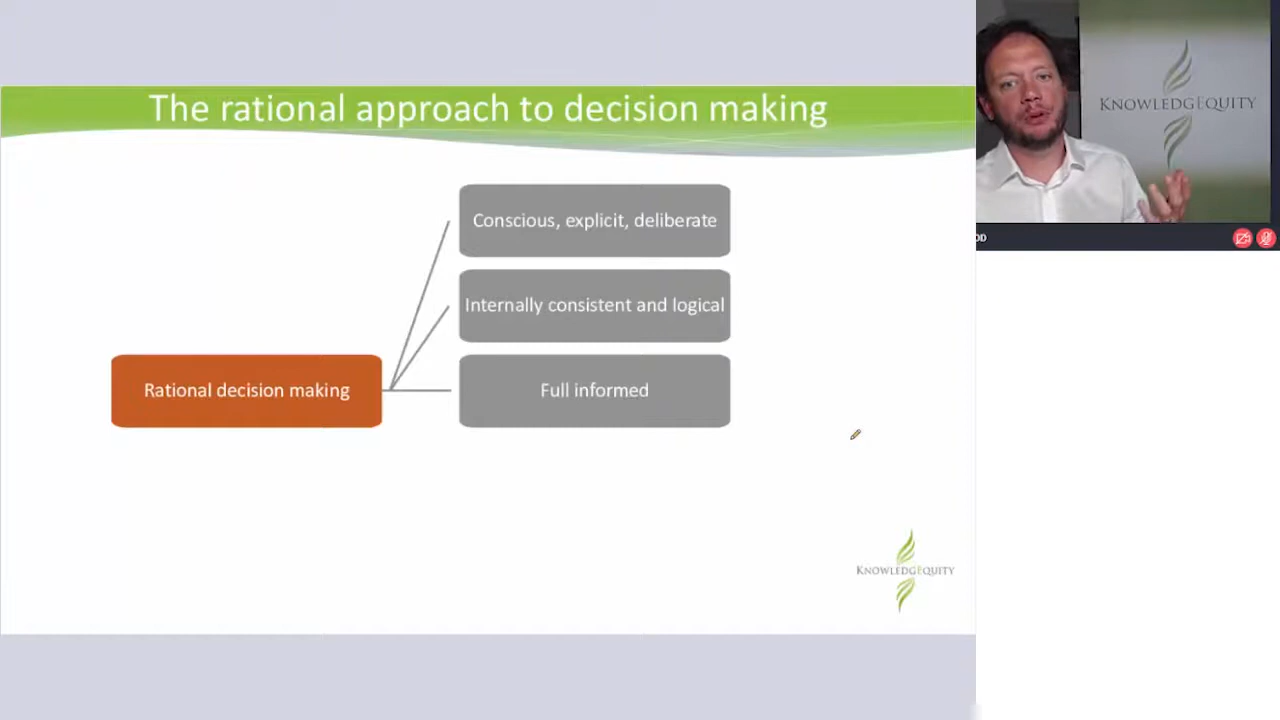 The rational approach to decision making
Conscious, explicit, deliberate
Internally consistent and logical
Rational decision making
Full informed
KNOWLEDGEQUITY
KNOWLEDGEQUITY
OD